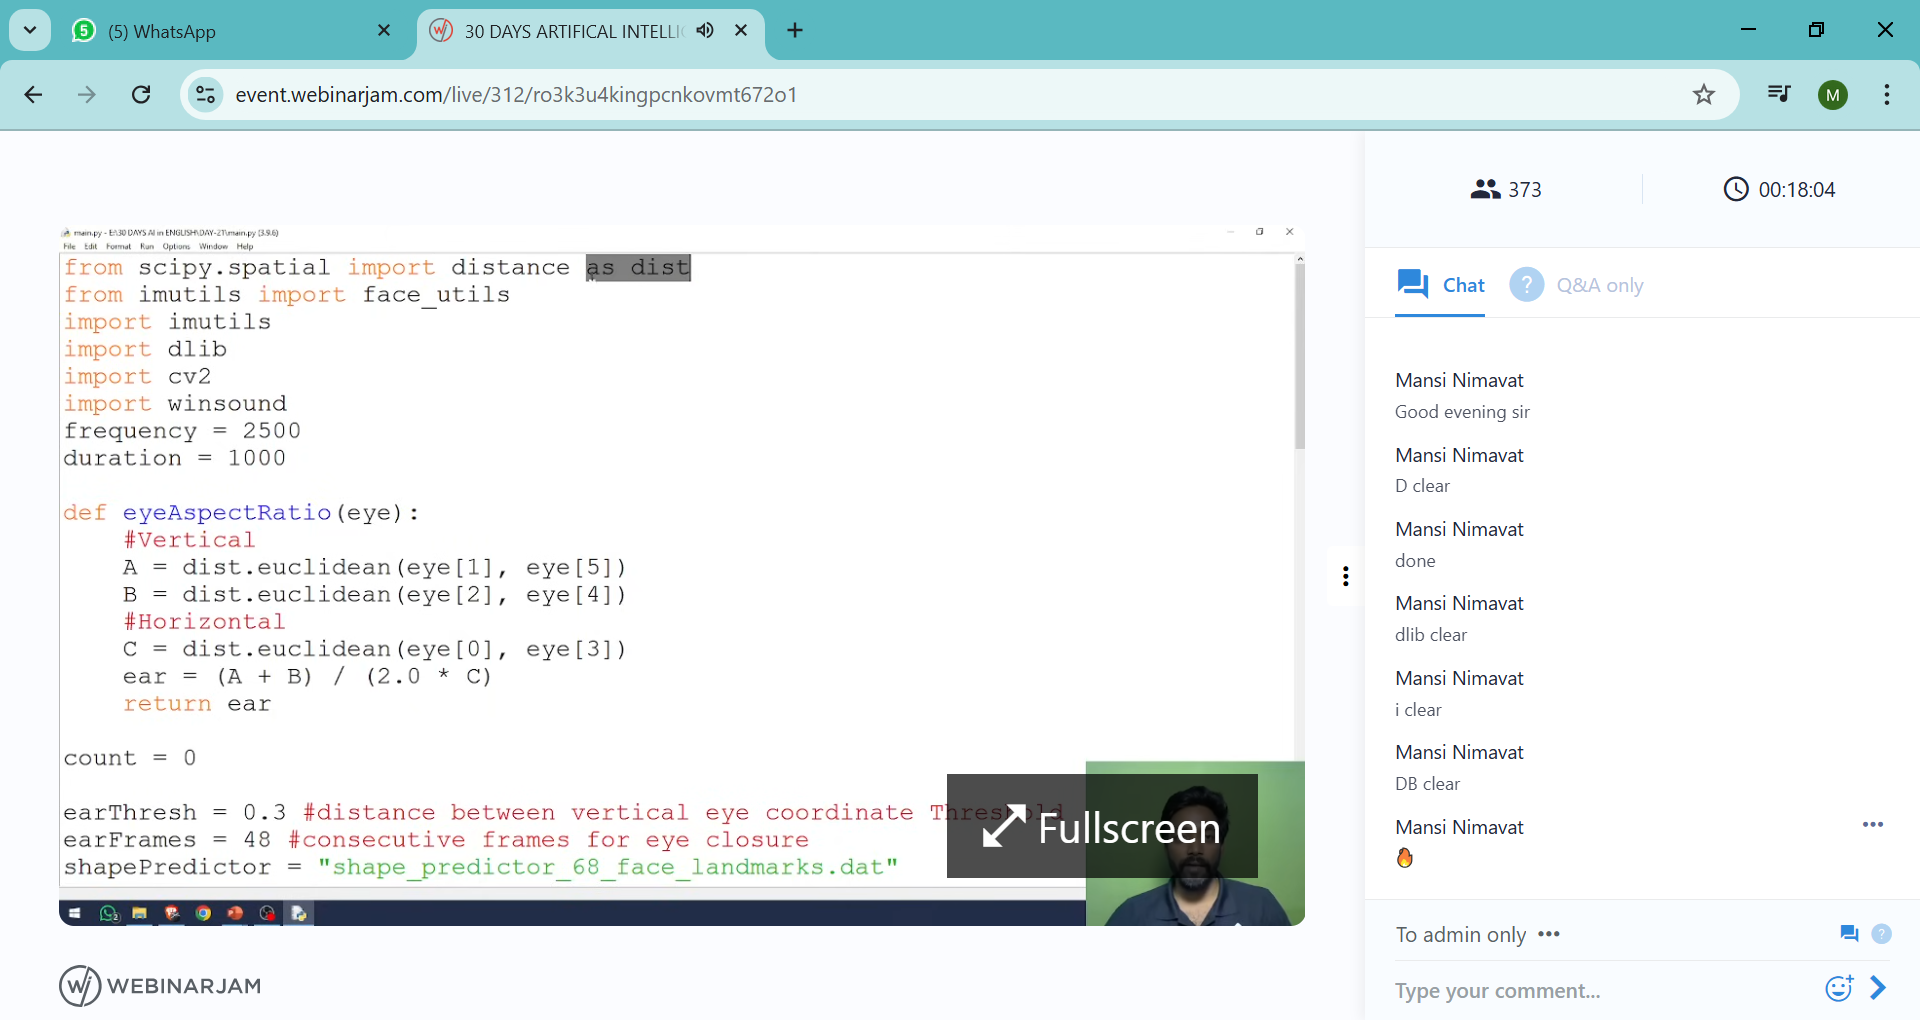 5 (5) WhatsApp
30 DAYS ARTIFICAL INTELLI
event.webinarjam.com/live/312/ro3k3u4kingpcnkovmt672o1
M
main.py - E:\30 DAYS AI in ENGLISH\DAY-21\main.py (3.9.6)
File Edit Format Run Options Window Help
from scipy.spatial import distance as dist
from imutils import face_utils
import imutils
import dlib
import cv2
import winsound
frequency = 2500
duration = 1000
def eyeAspectRatio(eye):
#Vertical
A = dist.euclidean(eye[1], eye[5])
B = dist.euclidean(eye[2], eye[4])
#Horizontal
C = dist.euclidean(eye[0], eye[3])
ear = (A + B) / (2.0 * C)
return ear
count = 0
earThresh = 0.3 #distance between vertical eye coordinate Threshold
earFrames = 48 #consecutive frames for eye closure
shapePredictor = "shape_predictor_68_face_landmarks.dat"
Fullscreen
WEBINARJAM
373
00:18:04
Chat
? Q&A only
Mansi Nimavat
Good evening sir
Mansi Nimavat
D clear
Mansi Nimavat
done
Mansi Nimavat
dlib clear
Mansi Nimavat
i clear
Mansi Nimavat
DB clear
Mansi Nimavat
🔥
To admin only •••
?
Type your comment...